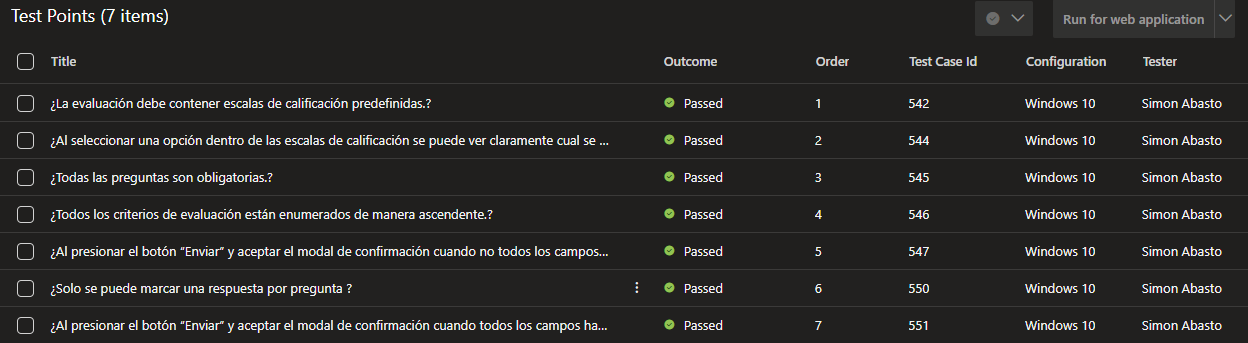 Test Points (7 items)
Run for web application
Title Outcome Order Test Case Id Configuration Tester
¿La evaluación debe contener escalas de calificación predefinidas.? Passed 1 542 Windows 10 Simon Abasto
¿Al seleccionar una opción dentro de las escalas de calificación se puede ver claramente cual se ... Passed 2 544 Windows 10 Simon Abasto
¿Todas las preguntas son obligatorias.? Passed 3 545 Windows 10 Simon Abasto
¿Todos los criterios de evaluación están enumerados de manera ascendente.? Passed 4 546 Windows 10 Simon Abasto
¿Al presionar el botón “Enviar” y aceptar el modal de confirmación cuando no todos los campos... Passed 5 547 Windows 10 Simon Abasto
¿Solo se puede marcar una respuesta por pregunta ? Passed 6 550 Windows 10 Simon Abasto
¿Al presionar el botón “Enviar” y aceptar el modal de confirmación cuando todos los campos ha... Passed 7 551 Windows 10 Simon Abasto